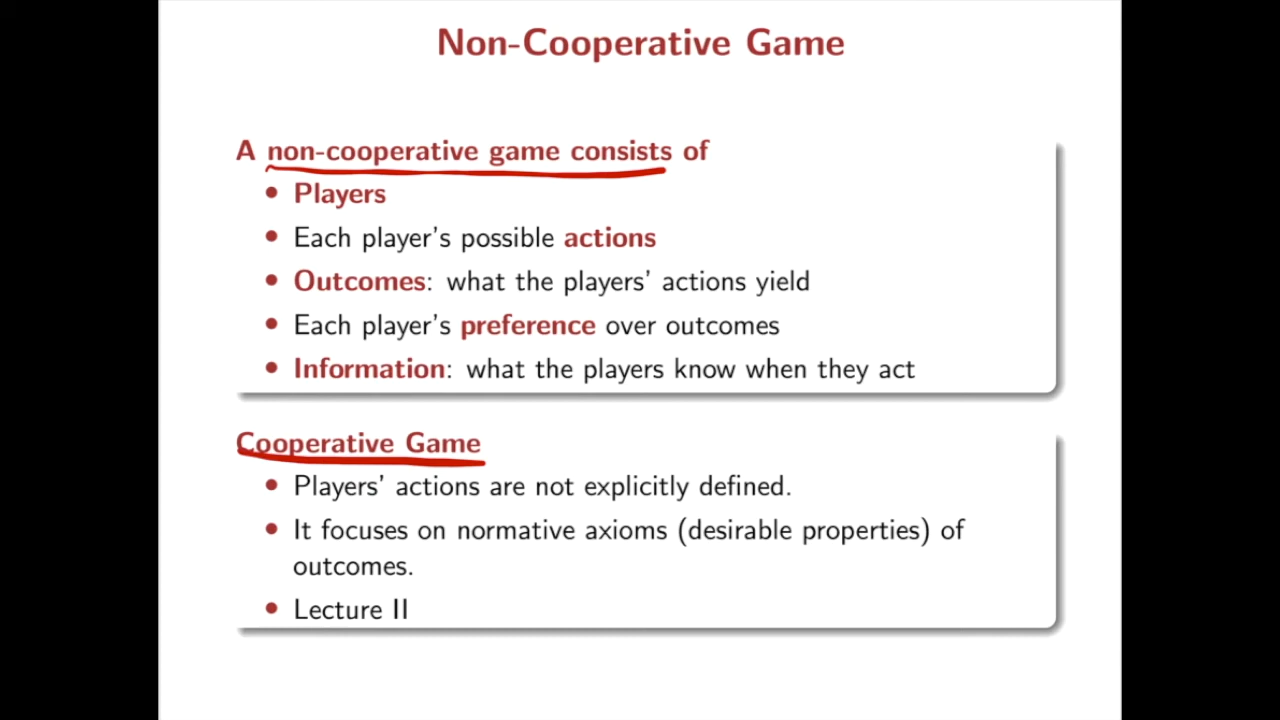 Non-Cooperative Game
A non-cooperative game consists of
• Players
• Each player's possible actions
• Outcomes: what the players' actions yield
• Each player's preference over outcomes
• Information: what the players know when they act
Cooperative Game
• Players' actions are not explicitly defined.
• It focuses on normative axioms (desirable properties) of
outcomes.
• Lecture II